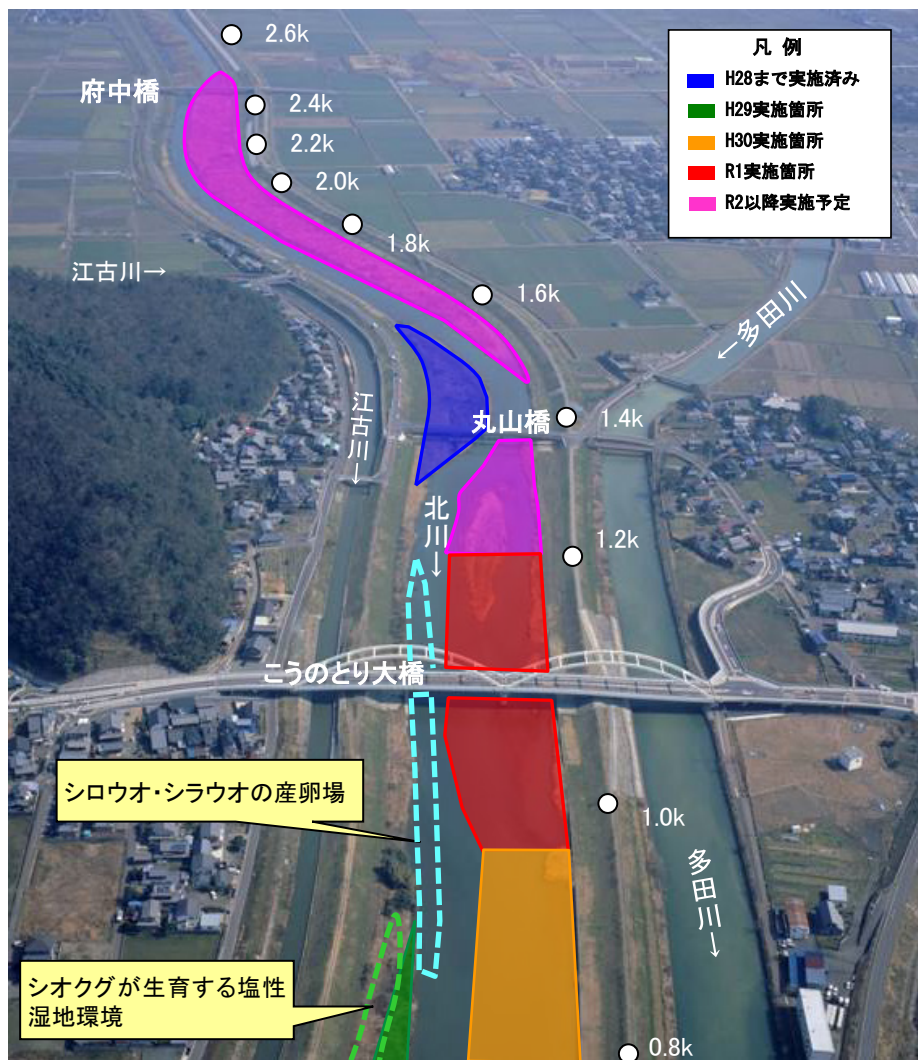 2.6k
府中橋
2.4k
2.2k
2.0k
1.8k
江古川→
1.6k
←多田川
凡 例
H28まで実施済み
H29実施箇所
H30実施箇所
R1実施箇所
R2以降実施予定
江古川→
丸山橋
1.4k
北川→
1.2k
こうのとり大橋
シロウオ・シラウオの産卵場
1.0k
多田川→
シオクグが生育する塩性
湿地環境
0.8k